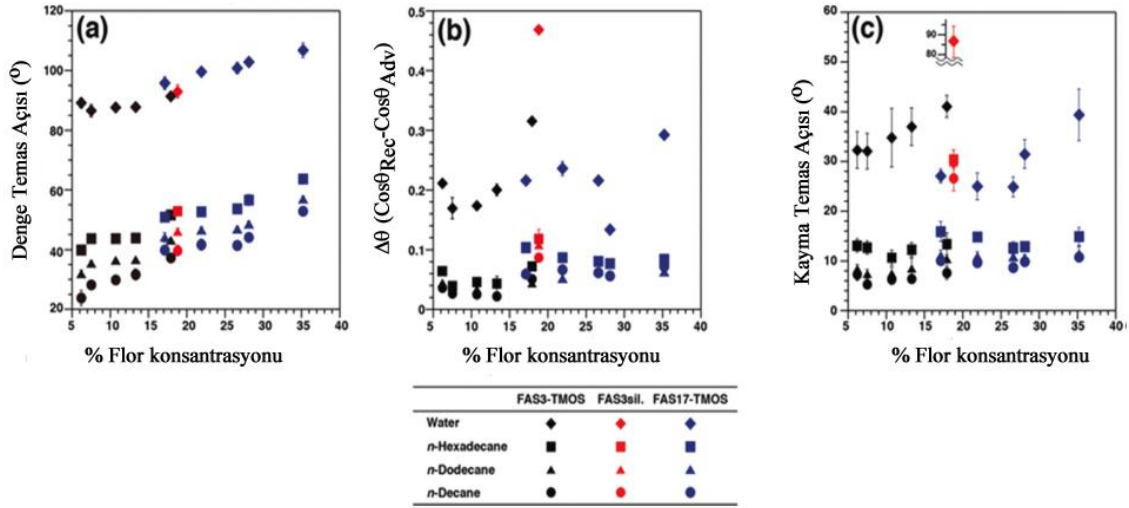 (a)
Denge Temas Açısı (⁰)
120
100
80
60
40
20
5 10 15 20 25 30 35 40
% Flor konsantrasyonu
(b)
Δθ (CosθRec-CosθAdv)
0.5
0.4
0.3
0.2
0.1
0
5 10 15 20 25 30 35 40
% Flor konsantrasyonu
(c)
Kayma Temas Açısı (⁰)
60
50
40
30
20
10
0
90
80
5 10 15 20 25 30 35 40
% Flor konsantrasyonu
FAS3-TMOS FAS3sil. FAS17-TMOS
Water
n-Hexadecane
n-Dodecane
n-Decane